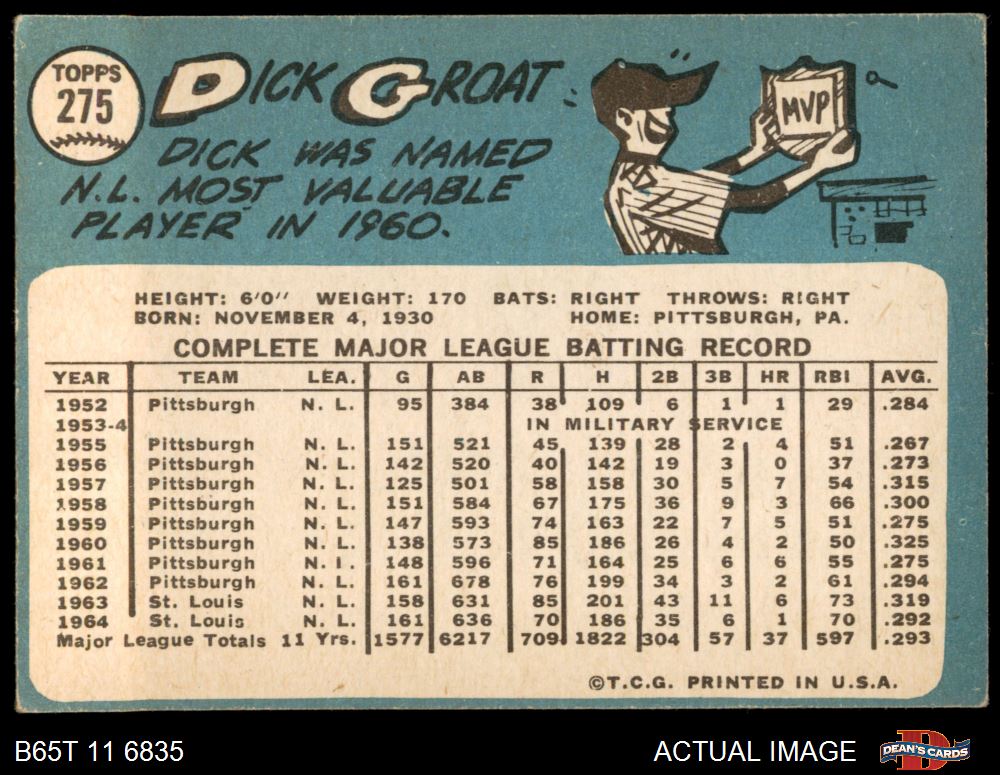 TOPPS
275
DICK GROAT
DICK WAS NAMED
N.L. MOST VALUABLE
PLAYER IN 1960.
MVP
HEIGHT: 6'0" WEIGHT: 170 BATS: RIGHT THROWS: RIGHT
BORN: NOVEMBER 4, 1930 HOME: PITTSBURGH, PA.
COMPLETE MAJOR LEAGUE BATTING RECORD
YEAR TEAM LEA. G AB R H 2B 3B HR RBI AVG.
1952 Pittsburgh N. L. 95 384 38 109 6 1 1 29 .284
1953-4 IN MILITARY SERVICE
1955 Pittsburgh N. L. 151 521 45 139 28 2 4 51 .267
1956 Pittsburgh N. L. 142 520 40 142 19 3 0 37 .273
1957 Pittsburgh N. L. 125 501 58 158 30 5 7 54 .315
1958 Pittsburgh N. L. 151 584 67 175 36 9 3 66 .300
1959 Pittsburgh N. L. 147 593 74 163 22 7 5 51 .275
1960 Pittsburgh N. L. 138 573 85 186 26 4 2 50 .325
1961 Pittsburgh N. L. 148 596 71 164 25 6 6 55 .275
1962 Pittsburgh N. L. 161 678 76 199 34 3 2 61 .294
1963 St. Louis N. L. 158 631 85 201 43 11 6 73 .319
1964 St. Louis N. L. 161 636 70 186 35 6 1 70 .292
Major League Totals 11 Yrs. 1577 6217 709 1822 304 57 37 597 .293
©T.C.G. PRINTED IN U.S.A.
B65T 11 6835 ACTUAL IMAGE
DEAN'S CARDS